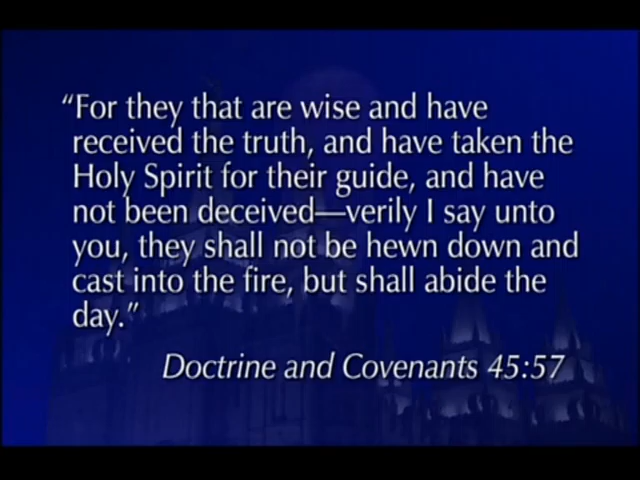 “For they that are wise and have
received the truth, and have taken the
Holy Spirit for their guide, and have
not been deceived—verily I say unto
you, they shall not be hewn down and
cast into the fire, but shall abide the
day.”
Doctrine and Covenants 45:57